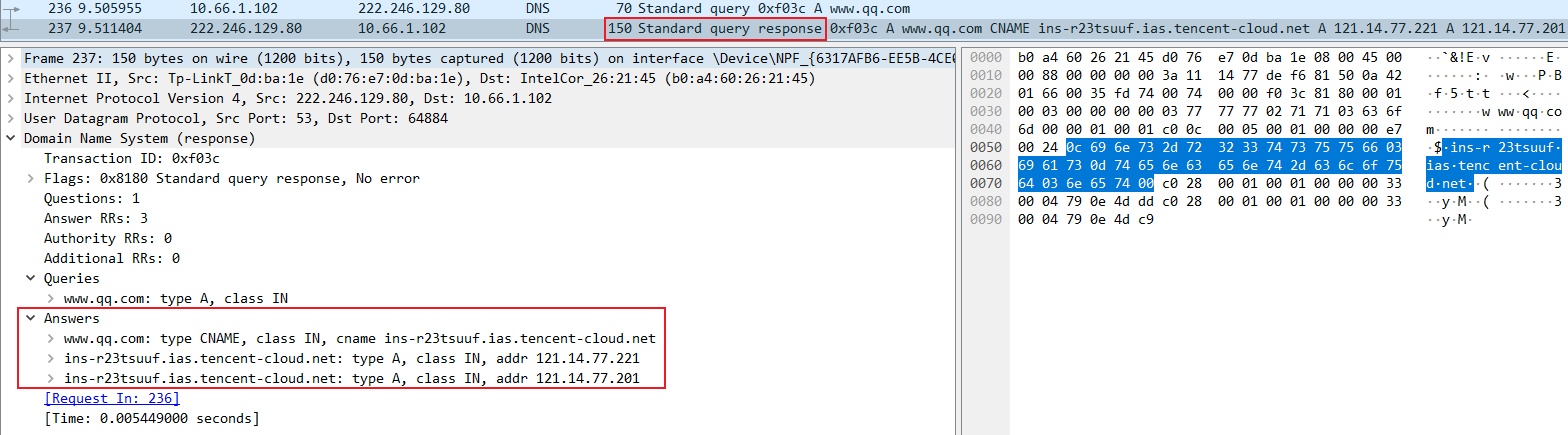 236 9.505955 10.66.1.102 222.246.129.80 DNS 70 Standard query 0xf03c A www.qq.com
237 9.511404 222.246.129.80 10.66.1.102 DNS 150 Standard query response 0xf03c A www.qq.com CNAME ins-r23tsuuf.ias.tencent-cloud.net A 121.14.77.221 A 121.14.77.201
Frame 237: 150 bytes on wire (1200 bits), 150 bytes captured (1200 bits) on interface \Device\NPF_{6317AFB6-EE5B-4CE0
Ethernet II, Src: Tp-LinkT_0d:ba:1e (d0:76:e7:0d:ba:1e), Dst: IntelCor_26:21:45 (b0:a4:60:26:21:45)
Internet Protocol Version 4, Src: 222.246.129.80, Dst: 10.66.1.102
User Datagram Protocol, Src Port: 53, Dst Port: 64884
Domain Name System (response)
Transaction ID: 0xf03c
Flags: 0x8180 Standard query response, No error
Questions: 1
Answer RRs: 3
Authority RRs: 0
Additional RRs: 0
Queries
www.qq.com: type A, class IN
Answers
www.qq.com: type CNAME, class IN, cname ins-r23tsuuf.ias.tencent-cloud.net
ins-r23tsuuf.ias.tencent-cloud.net: type A, class IN, addr 121.14.77.221
ins-r23tsuuf.ias.tencent-cloud.net: type A, class IN, addr 121.14.77.201
[Request In: 236]
[Time: 0.005449000 seconds]
0000 b0 a4 60 26 21 45 d0 76 e7 0d ba 1e 08 00 45 00 ··`&!E·v ······E·
0010 00 88 00 00 00 00 3a 11 14 77 de f6 81 50 0a 42 ······:· ·w···P·B
0020 01 66 00 35 fd 74 00 74 00 00 f0 3c 81 80 00 01 ·f·5·t·t ···<····
0030 00 03 00 00 00 00 03 77 77 77 02 71 71 03 63 6f ·······w ww·qq·co
0040 6d 00 00 01 00 01 c0 0c 00 05 00 01 00 00 00 e7 m······· ········
0050 00 24 0c 69 6e 73 2d 72 32 33 74 73 75 75 66 03 ·$·ins-r 23tsuuf·
0060 69 61 73 0d 74 65 6e 63 65 6e 74 2d 63 6c 6f 75 ias·tenc ent-clou
0070 64 03 6e 65 74 00 c0 28 00 01 00 01 00 00 00 33 d·net··( ·······3
0080 00 04 79 0e 4d dd c0 28 00 01 00 01 00 00 00 33 ··y·M··( ·······3
0090 00 04 79 0e 4d c9 ··y·M·